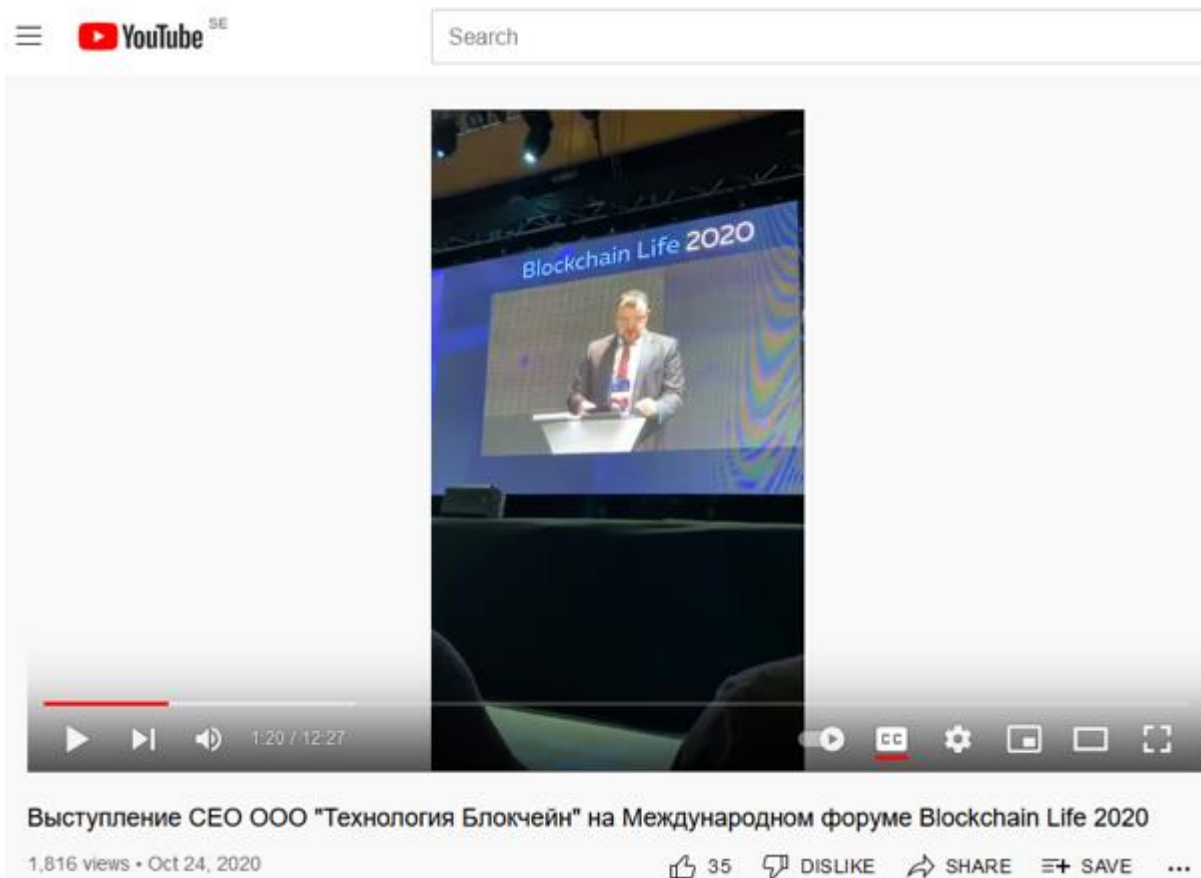 YouTube SE
Search
Blockchain Life 2020
1:20 / 12:27
CC
Выступление CEO ООО "Технология Блокчейн" на Международном форуме Blockchain Life 2020
1,816 views • Oct 24, 2020
35 DISLIKE SHARE SAVE